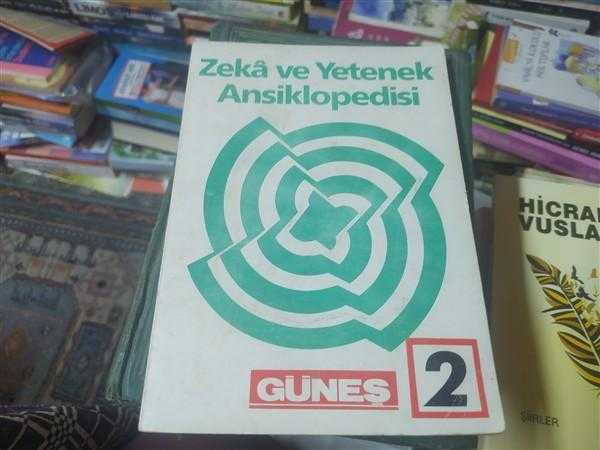 Zekâ ve Yetenek
Ansiklopedisi
GÜNEŞ
2
HİCRA
VUSLA
ŞİİRLER